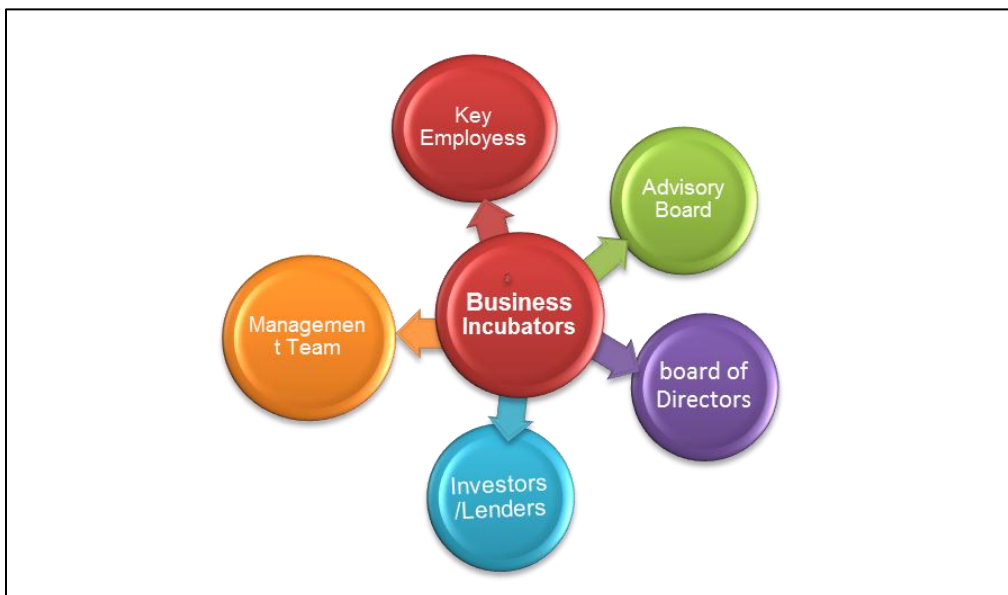 Key
Employess
Advisory
Board
Business
Incubators
Managemen
t Team
board of
Directors
Investors
/Lenders